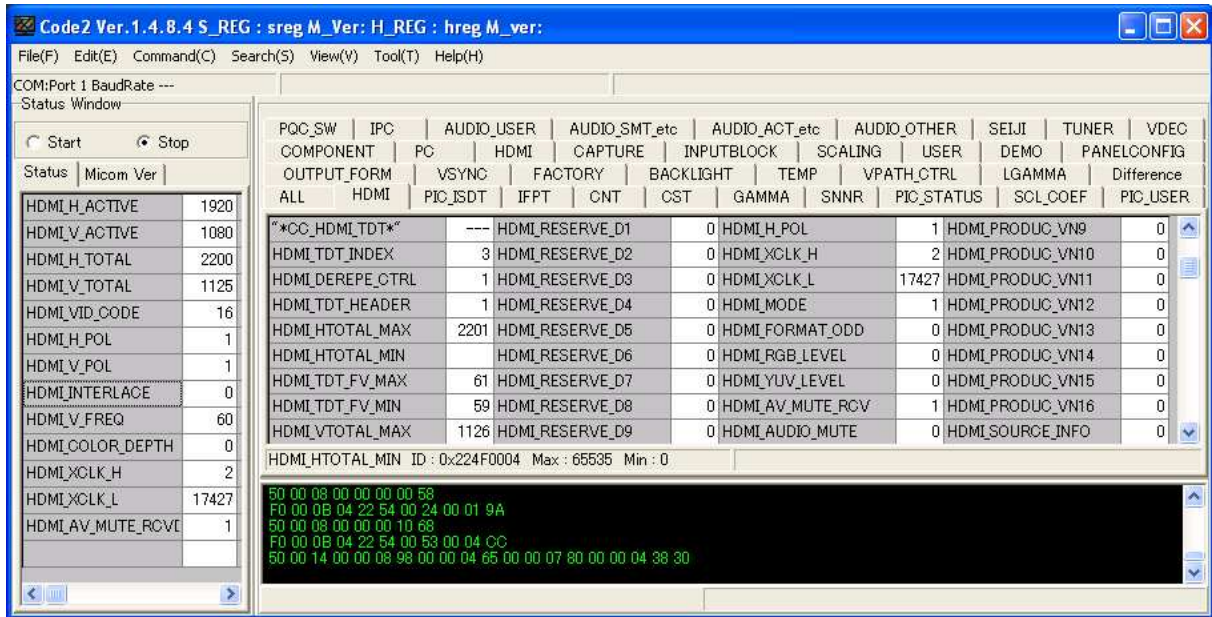 Code2 Ver.1.4.8.4 S_REG : sreg M_Ver: H_REG : hreg M_ver:
File(F) Edit(E) Command(C) Search(S) View(V) Tool(T) Help(H)
COM:Port 1 BaudRate ---
Status Window
Start Stop
Status Micom Ver
HDMI_H_ACTIVE 1920
HDMI_V_ACTIVE 1080
HDMI_H_TOTAL 2200
HDMI_V_TOTAL 1125
HDMI_VID_CODE 16
HDMI_H_POL 1
HDMI_V_POL 1
HDMI_INTERLACE 0
HDMI_V_FREQ 60
HDMI_COLOR_DEPTH 0
HDMI_XCLK_H 2
HDMI_XCLK_L 17427
HDMI_AV_MUTE_RCVD 1
PQC_SW IPC AUDIO_USER AUDIO_SMT_etc AUDIO_ACT_etc AUDIO_OTHER SEIJI TUNER VDEC
COMPONENT PC HDMI CAPTURE INPUTBLOCK SCALING USER DEMO PANELCONFIG
OUTPUT_FORM VSYNC FACTORY BACKLIGHT TEMP VPATH_CTRL LGAMMA Difference
ALL HDMI PIC_ISDT IFPT CNT CST GAMMA SNNR PIC_STATUS SCL_COEF PIC_USER
"*CC_HDMI_TDT*" --- HDMI_RESERVE_D1 0 HDMI_H_POL 1 HDMI_PRODUC_VN9 0
HDMI_TDT_INDEX 3 HDMI_RESERVE_D2 0 HDMI_XCLK_H 2 HDMI_PRODUC_VN10 0
HDMI_DEREPE_CTRL 1 HDMI_RESERVE_D3 0 HDMI_XCLK_L 17427 HDMI_PRODUC_VN11 0
HDMI_TDT_HEADER 1 HDMI_RESERVE_D4 0 HDMI_MODE 1 HDMI_PRODUC_VN12 0
HDMI_HTOTAL_MAX 2201 HDMI_RESERVE_D5 0 HDMI_FORMAT_ODD 0 HDMI_PRODUC_VN13 0
HDMI_HTOTAL_MIN HDMI_RESERVE_D6 0 HDMI_RGB_LEVEL 0 HDMI_PRODUC_VN14 0
HDMI_TDT_FV_MAX 61 HDMI_RESERVE_D7 0 HDMI_YUV_LEVEL 0 HDMI_PRODUC_VN15 0
HDMI_TDT_FV_MIN 59 HDMI_RESERVE_D8 0 HDMI_AV_MUTE_RCV 1 HDMI_PRODUC_VN16 0
HDMI_VTOTAL_MAX 1126 HDMI_RESERVE_D9 0 HDMI_AUDIO_MUTE 0 HDMI_SOURCE_INFO 0
HDMI_HTOTAL_MIN ID : 0x224F0004 Max : 65535 Min : 0
50 00 08 00 00 00 00 58
F0 00 0B 04 22 54 00 24 00 01 9A
50 00 08 00 00 00 10 68
F0 00 0B 04 22 54 00 53 00 04 CC
50 00 14 00 00 08 98 00 00 04 65 00 00 07 80 00 00 04 38 30